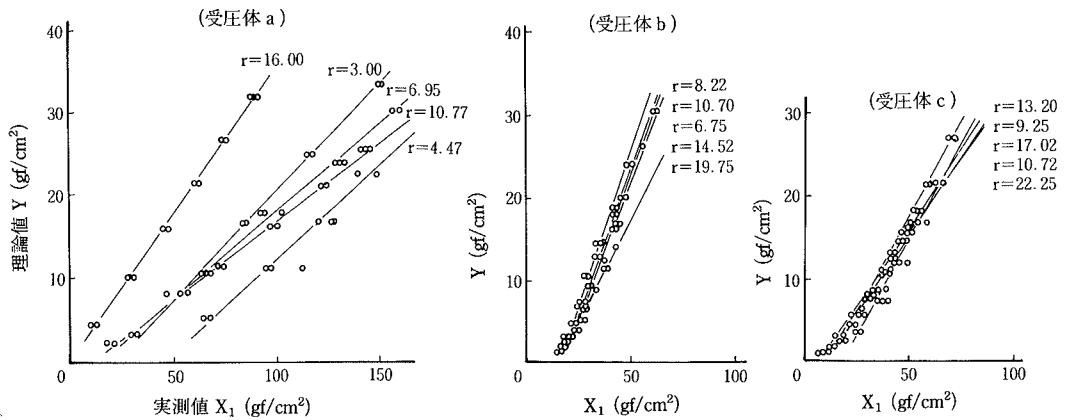 (受圧体a)
40
30
20
10
0
50
100
150
理論値 Y (gf/cm²)
実測値 X₁ (gf/cm²)
r=16.00
r=3.00
r=6.95
r=10.77
r=4.47
(受圧体b)
40
30
20
10
0
50
100
Y (gf/cm²)
X₁ (gf/cm²)
r=8.22
r=10.70
r=6.75
r=14.52
r=19.75
(受圧体c)
30
20
10
0
50
100
Y (gf/cm²)
X₁ (gf/cm²)
r=13.20
r=9.25
r=17.02
r=10.72
r=22.25